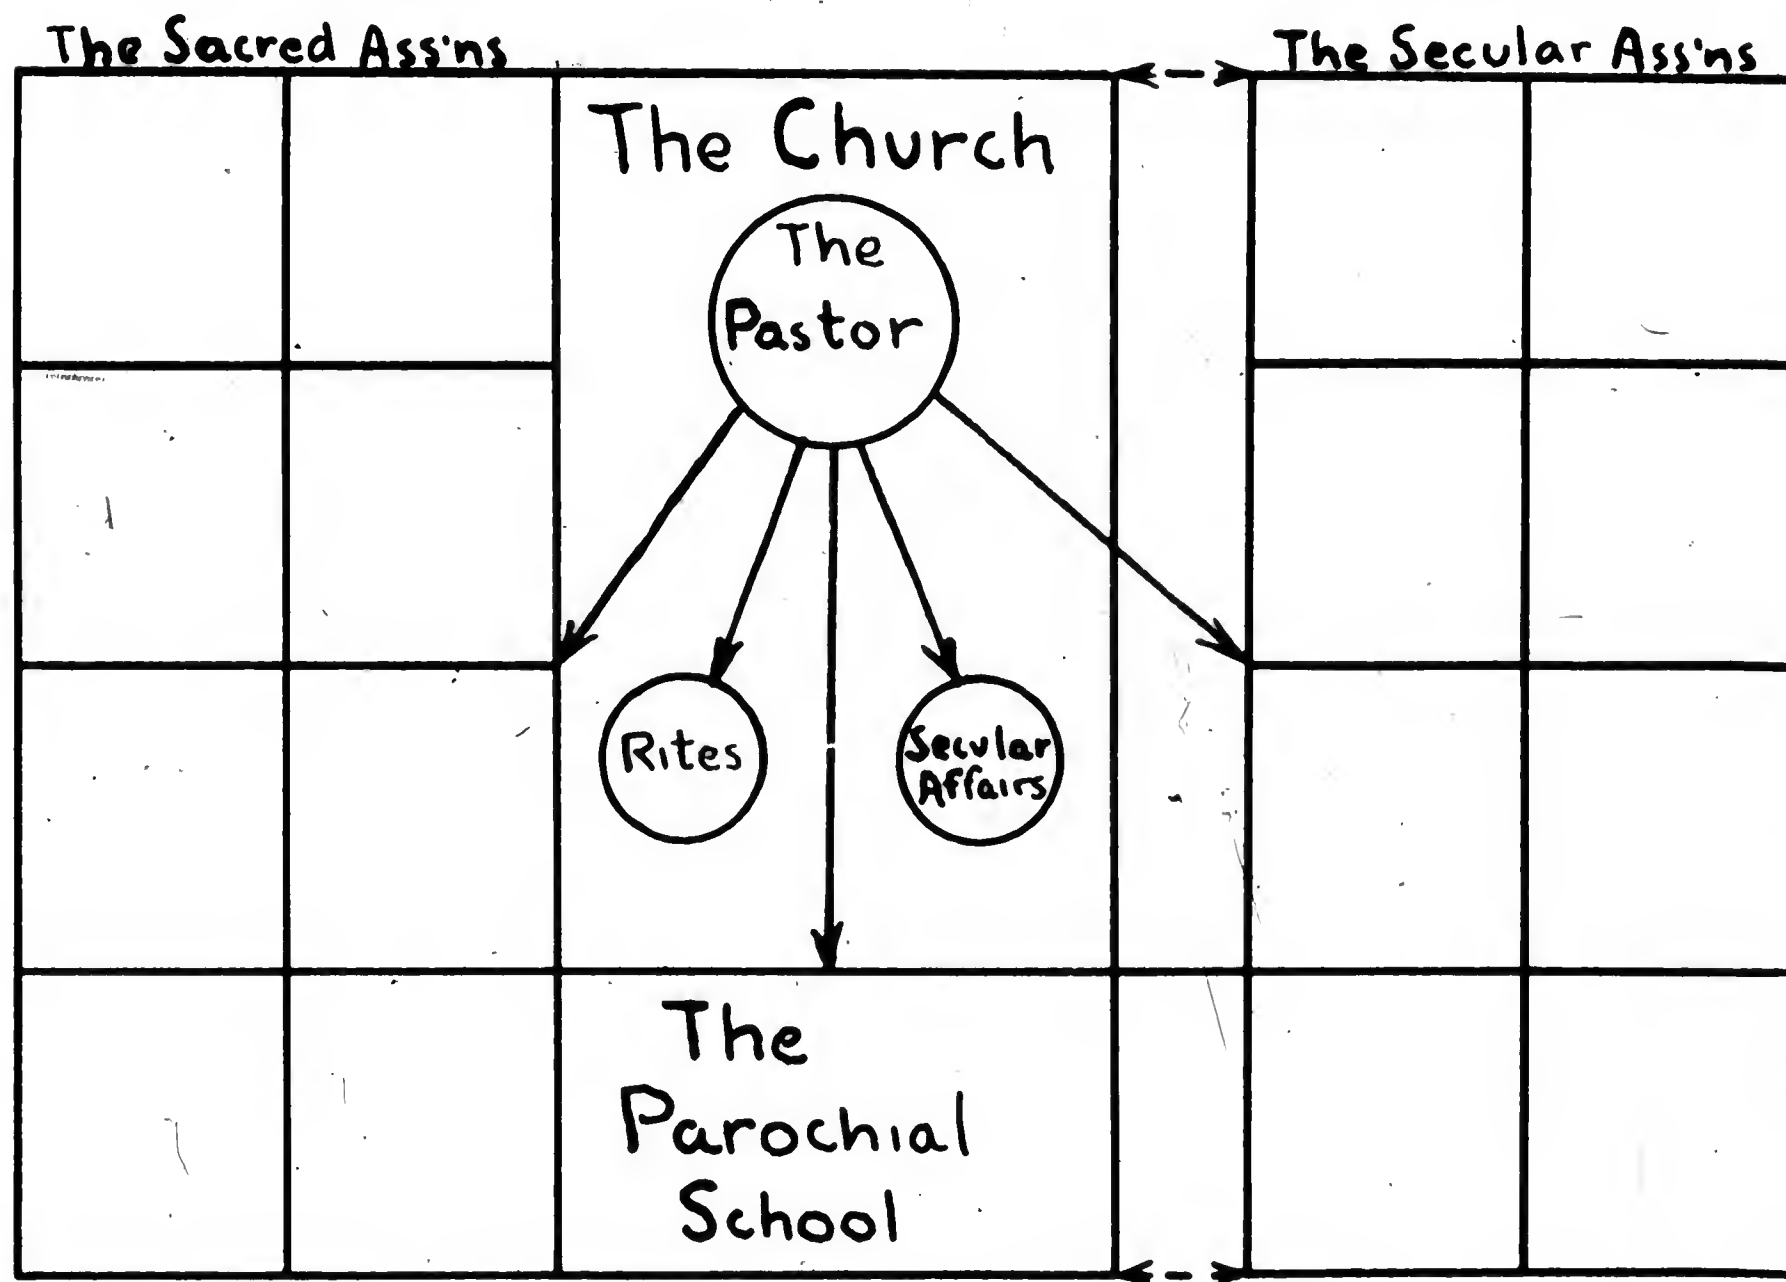 The Sacred Ass'ns
The Secular Ass'ns
The Church
The
Pastor
Rites
Secular
Affairs
The
Parochial
School